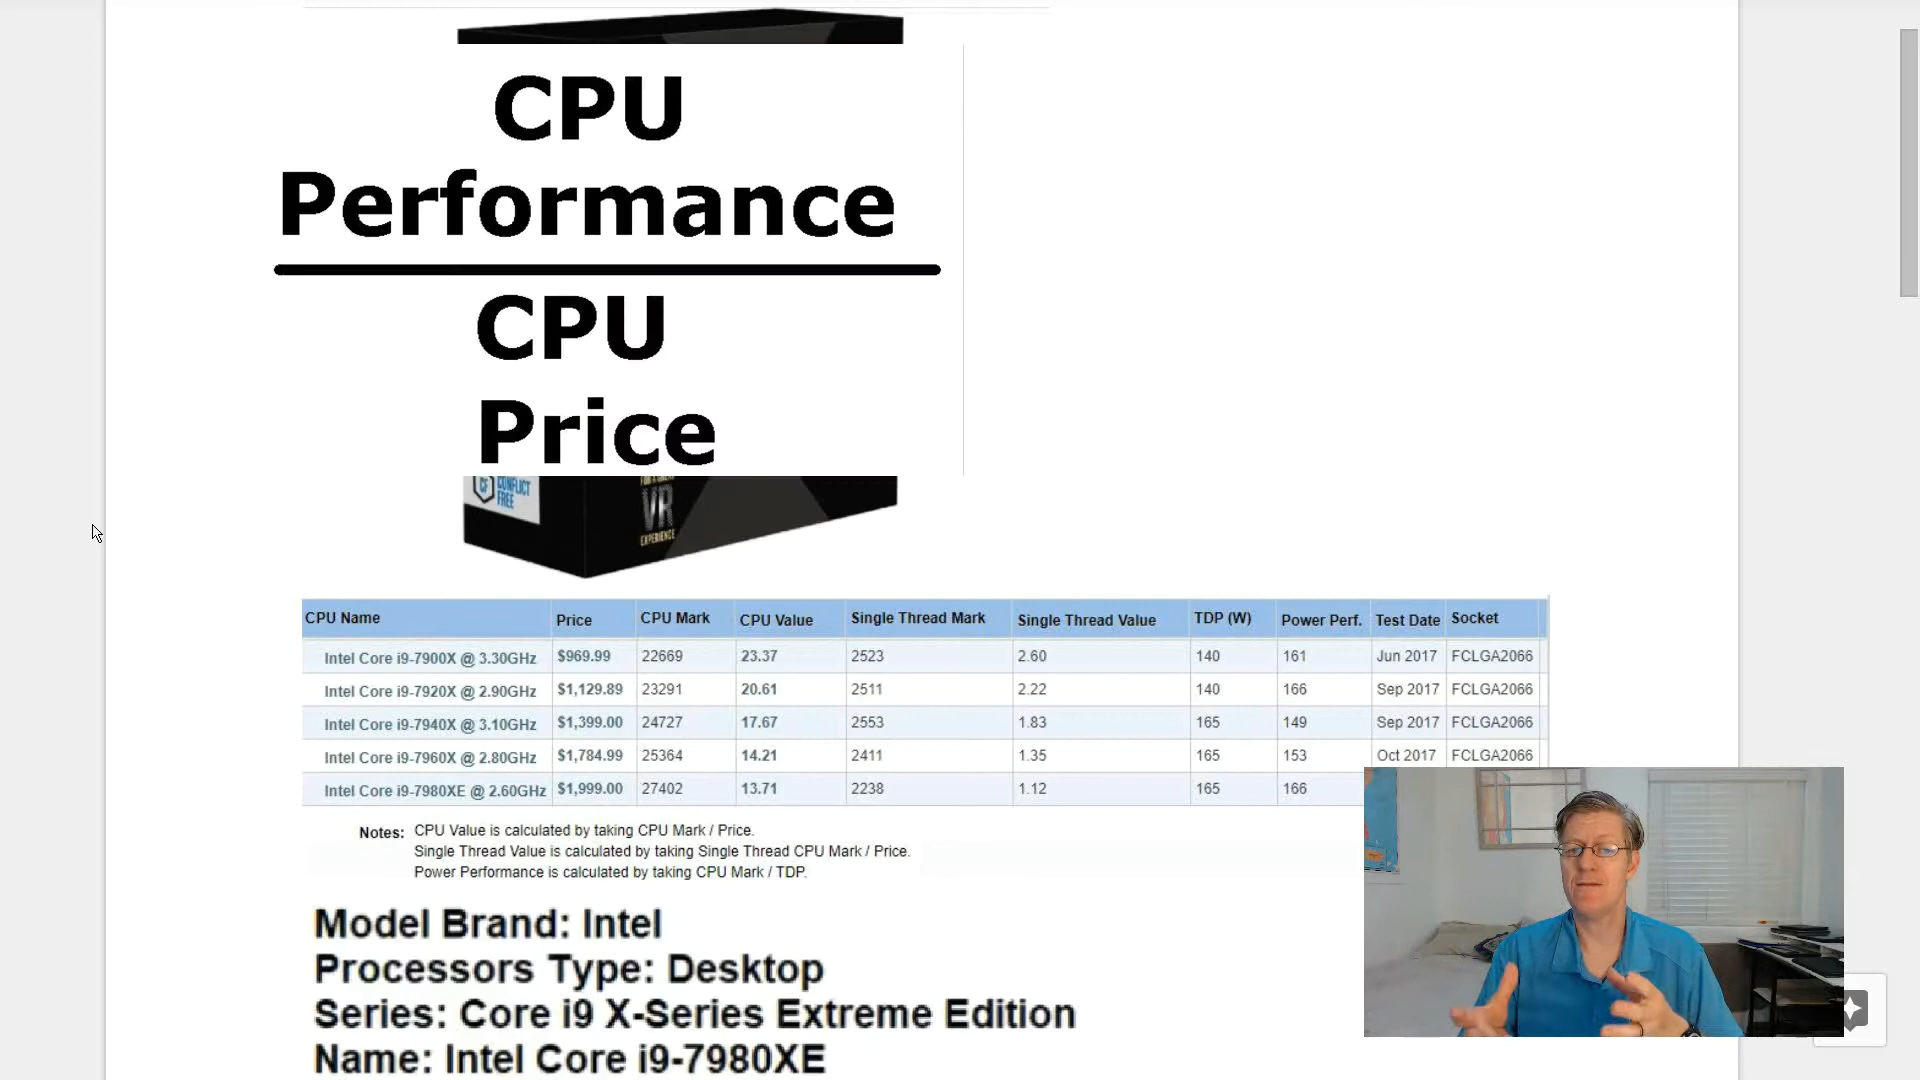 CPU
Performance
CPU
Price
CF CONFLICT
FREE
VR
EXPERIENCE
CPU Name Price CPU Mark CPU Value Single Thread Mark Single Thread Value TDP (W) Power Perf. Test Date Socket
Intel Core i9-7900X @ 3.30GHz $969.99 22669 23.37 2523 2.60 140 161 Jun 2017 FCLGA2066
Intel Core i9-7920X @ 2.90GHz $1,129.89 23291 20.61 2511 2.22 140 166 Sep 2017 FCLGA2066
Intel Core i9-7940X @ 3.10GHz $1,399.00 24727 17.67 2553 1.83 165 149 Sep 2017 FCLGA2066
Intel Core i9-7960X @ 2.80GHz $1,784.99 25364 14.21 2411 1.35 165 153 Oct 2017 FCLGA2066
Intel Core i9-7980XE @ 2.60GHz $1,999.00 27402 13.71 2238 1.12 165 166
Notes: CPU Value is calculated by taking CPU Mark / Price.
Single Thread Value is calculated by taking Single Thread CPU Mark / Price.
Power Performance is calculated by taking CPU Mark / TDP.
Model Brand: Intel
Processors Type: Desktop
Series: Core i9 X-Series Extreme Edition
Name: Intel Core i9-7980XE